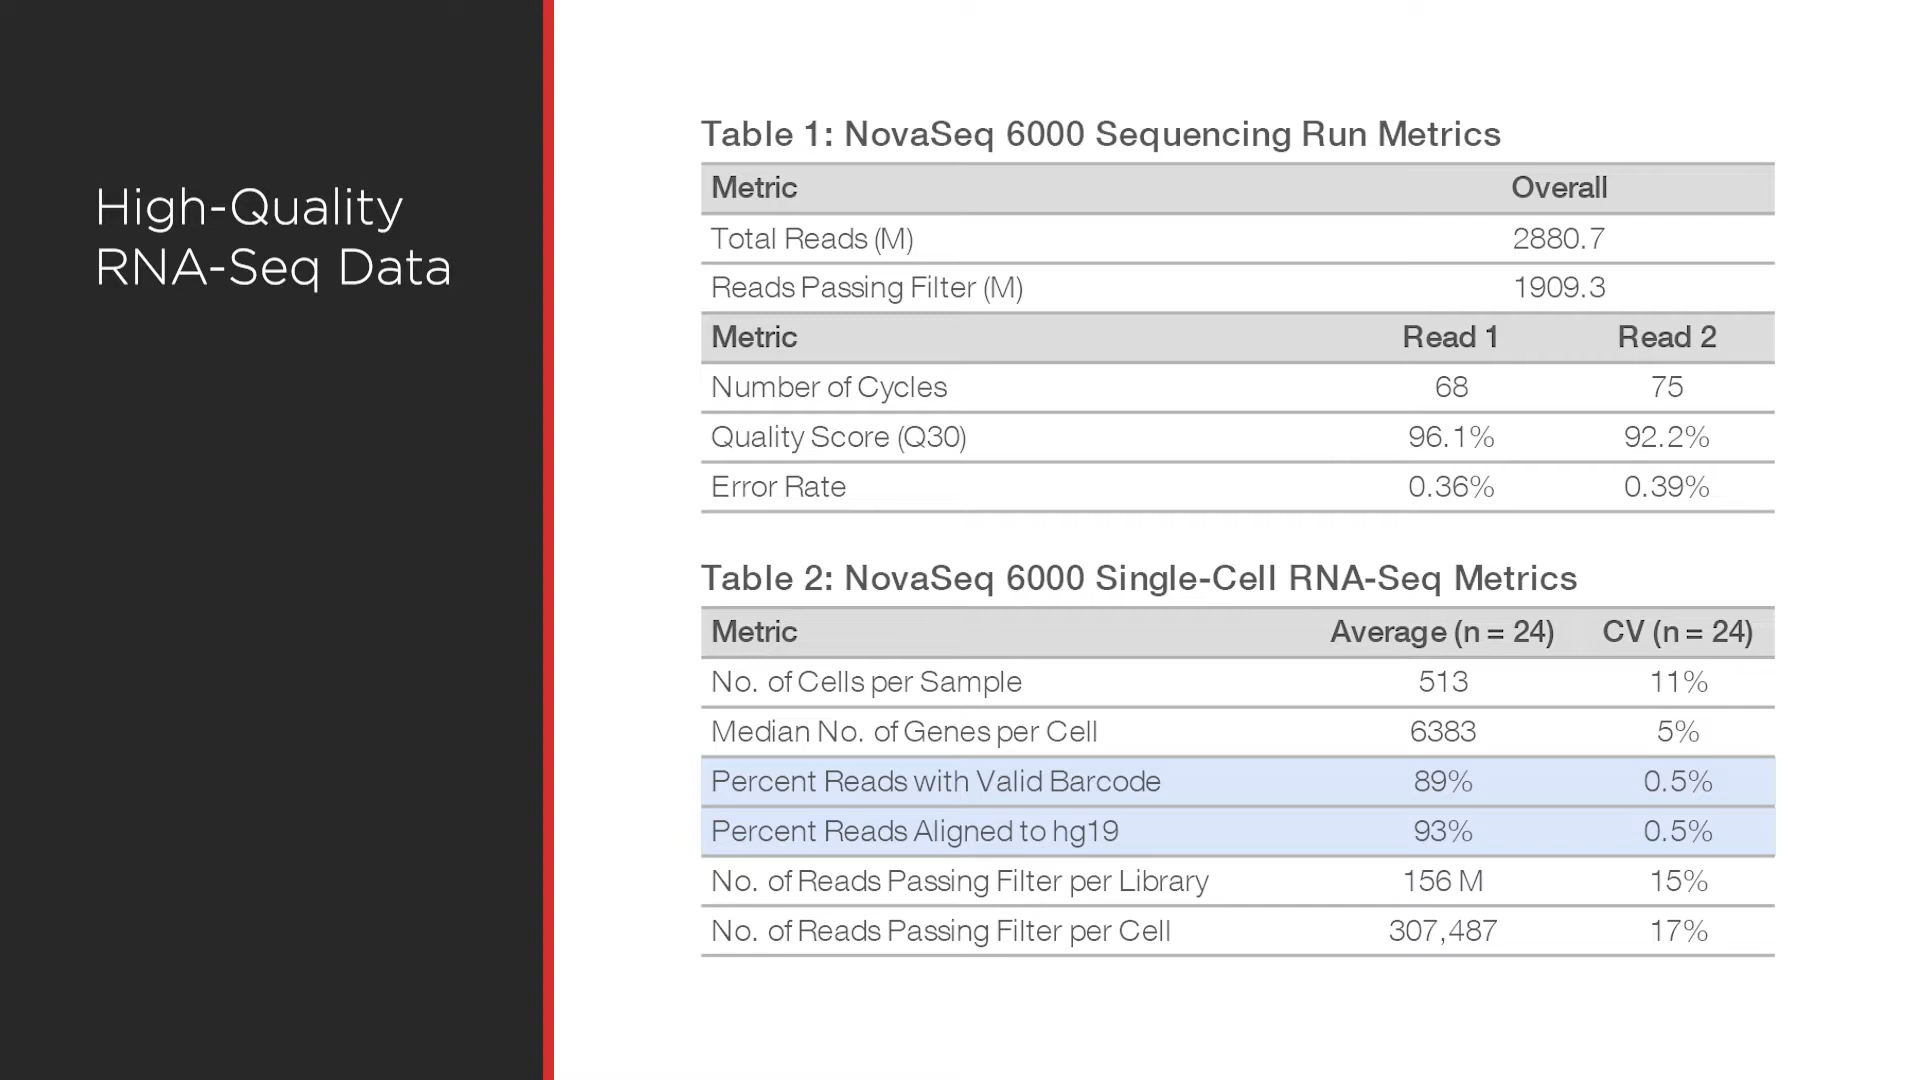 High-Quality
RNA-Seq Data
Table 1: NovaSeq 6000 Sequencing Run Metrics
Metric Overall
Total Reads (M) 2880.7
Reads Passing Filter (M) 1909.3
Metric Read 1 Read 2
Number of Cycles 68 75
Quality Score (Q30) 96.1% 92.2%
Error Rate 0.36% 0.39%
Table 2: NovaSeq 6000 Single-Cell RNA-Seq Metrics
Metric Average (n = 24) CV (n = 24)
No. of Cells per Sample 513 11%
Median No. of Genes per Cell 6383 5%
Percent Reads with Valid Barcode 89% 0.5%
Percent Reads Aligned to hg19 93% 0.5%
No. of Reads Passing Filter per Library 156 M 15%
No. of Reads Passing Filter per Cell 307,487 17%